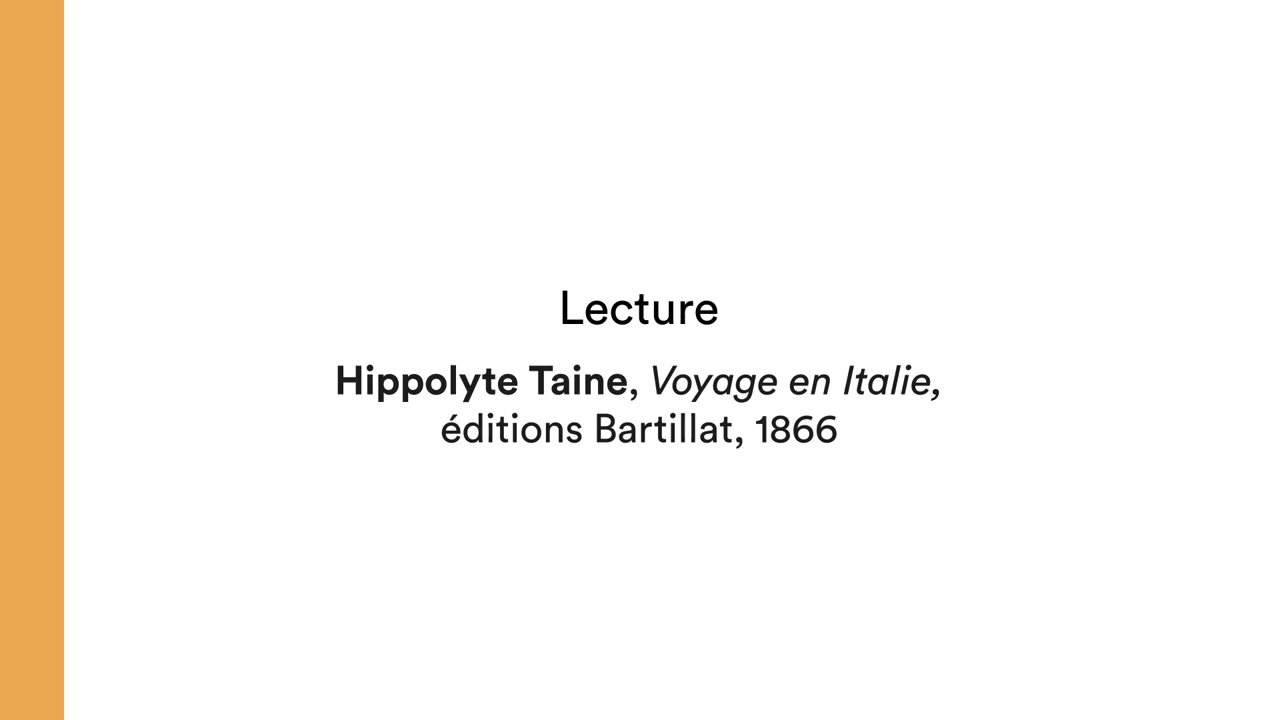 Lecture
Hippolyte Taine, Voyage en Italie,
éditions Bartillat, 1866